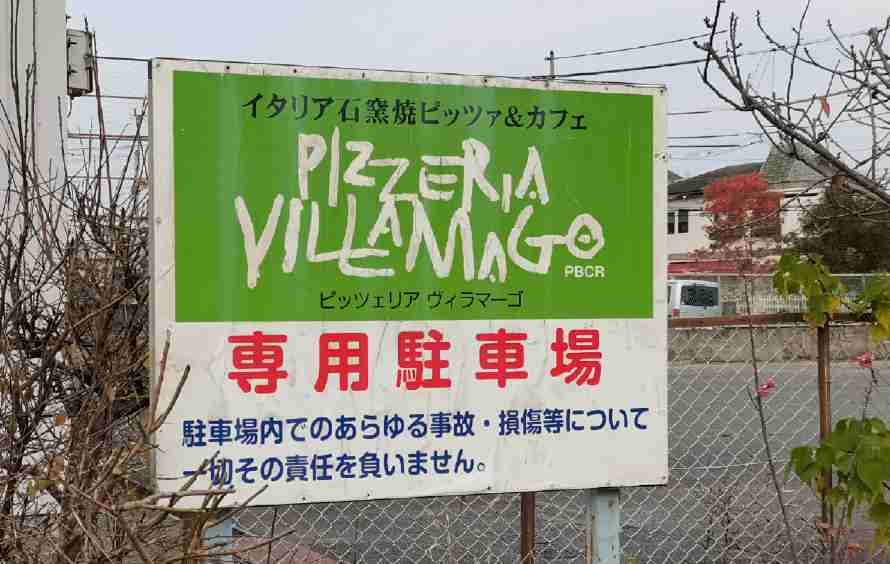 イタリア石窯焼ピッツァ&カフェ
PIZZERIA
VILLAMAGO
PBCR
ピッツェリア ヴィラマーゴ
専用駐車場
駐車場内でのあらゆる事故・損傷等について
一切その責任を負いません。